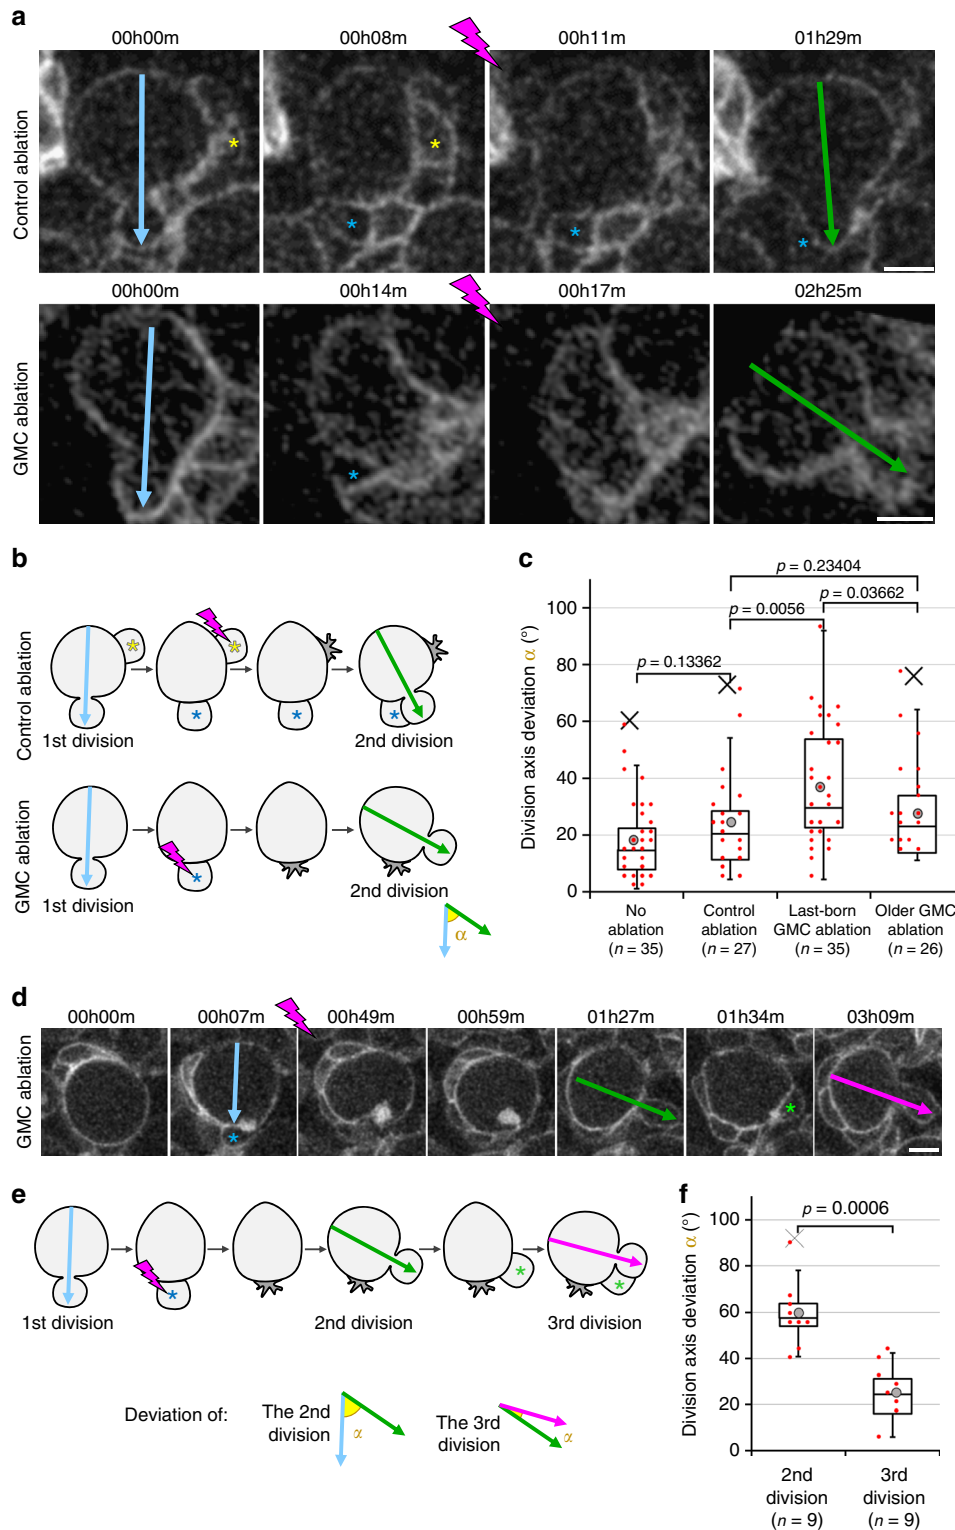 a
00h00m 00h08m 00h11m 01h29m
Control ablation
* * * * *
00h00m 00h14m 00h17m 02h25m
GMC ablation
*
b
Control ablation
* * * * *
1st division 2nd division
GMC ablation
*
1st division 2nd division
α
c
p = 0.23404
p = 0.03662
p = 0.0056
p = 0.13362
Division axis deviation α (°)
100
80
60
40
20
0
No ablation (n = 35)
Control ablation (n = 27)
Last-born GMC ablation (n = 35)
Older GMC ablation (n = 26)
d
00h00m 00h07m 00h49m 00h59m 01h27m 01h34m 03h09m
GMC ablation
* *
e
* * *
1st division 2nd division 3rd division
Deviation of: The 2nd division α The 3rd division α
f
p = 0.0006
Division axis deviation α (°)
100
80
60
40
20
0
2nd division (n = 9)
3rd division (n = 9)